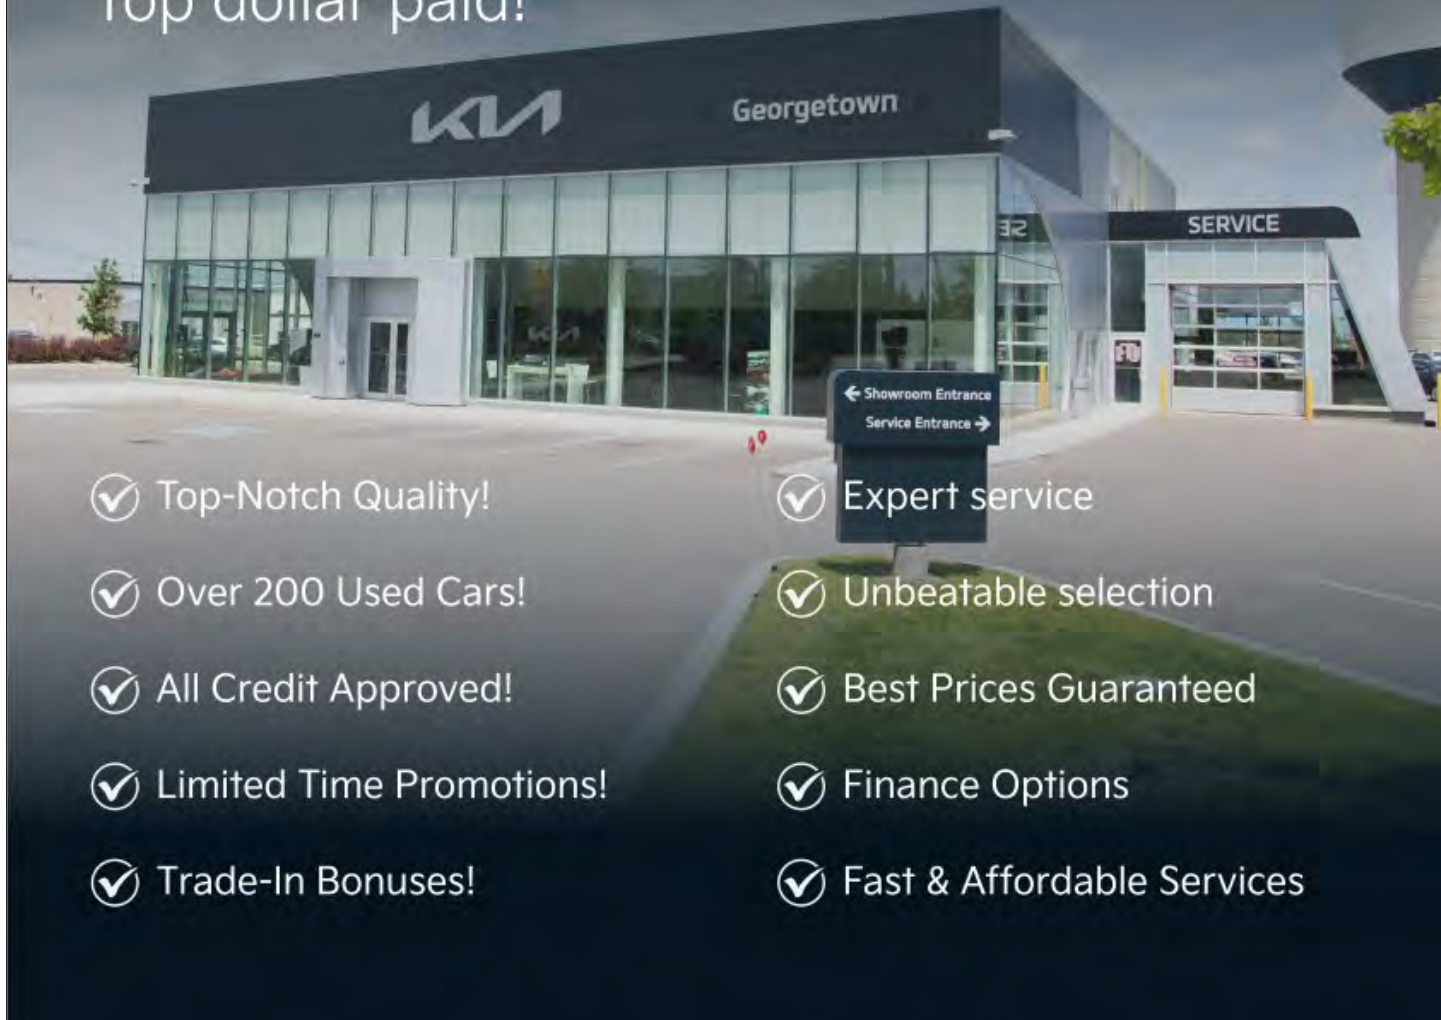 Top dollar paid!
KIA
Georgetown
SERVICE
← Showroom Entrance
Service Entrance →
Top-Notch Quality!
Expert service
Over 200 Used Cars!
Unbeatable selection
All Credit Approved!
Best Prices Guaranteed
Limited Time Promotions!
Finance Options
Trade-In Bonuses!
Fast & Affordable Services